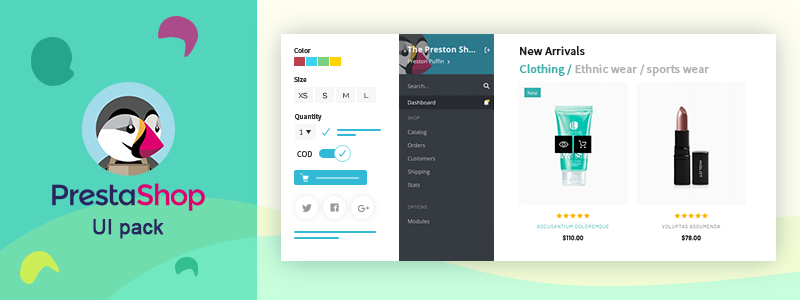 PrestaShop
UI pack
Color
Size
XS S M L
Quantity
1
COD
G+
The Preston Sh...
Preston Puffin
Search...
Dashboard
SHOP
Catalog
Orders
Customers
Shipping
Stats
OPTIONS
Modules
New Arrivals
Clothing / Ethnic wear / sports wear
New
ACCUSANTIUM DOLOREMQUE
$110.00
VOLUPTAS ASSUMENDA
$78.00